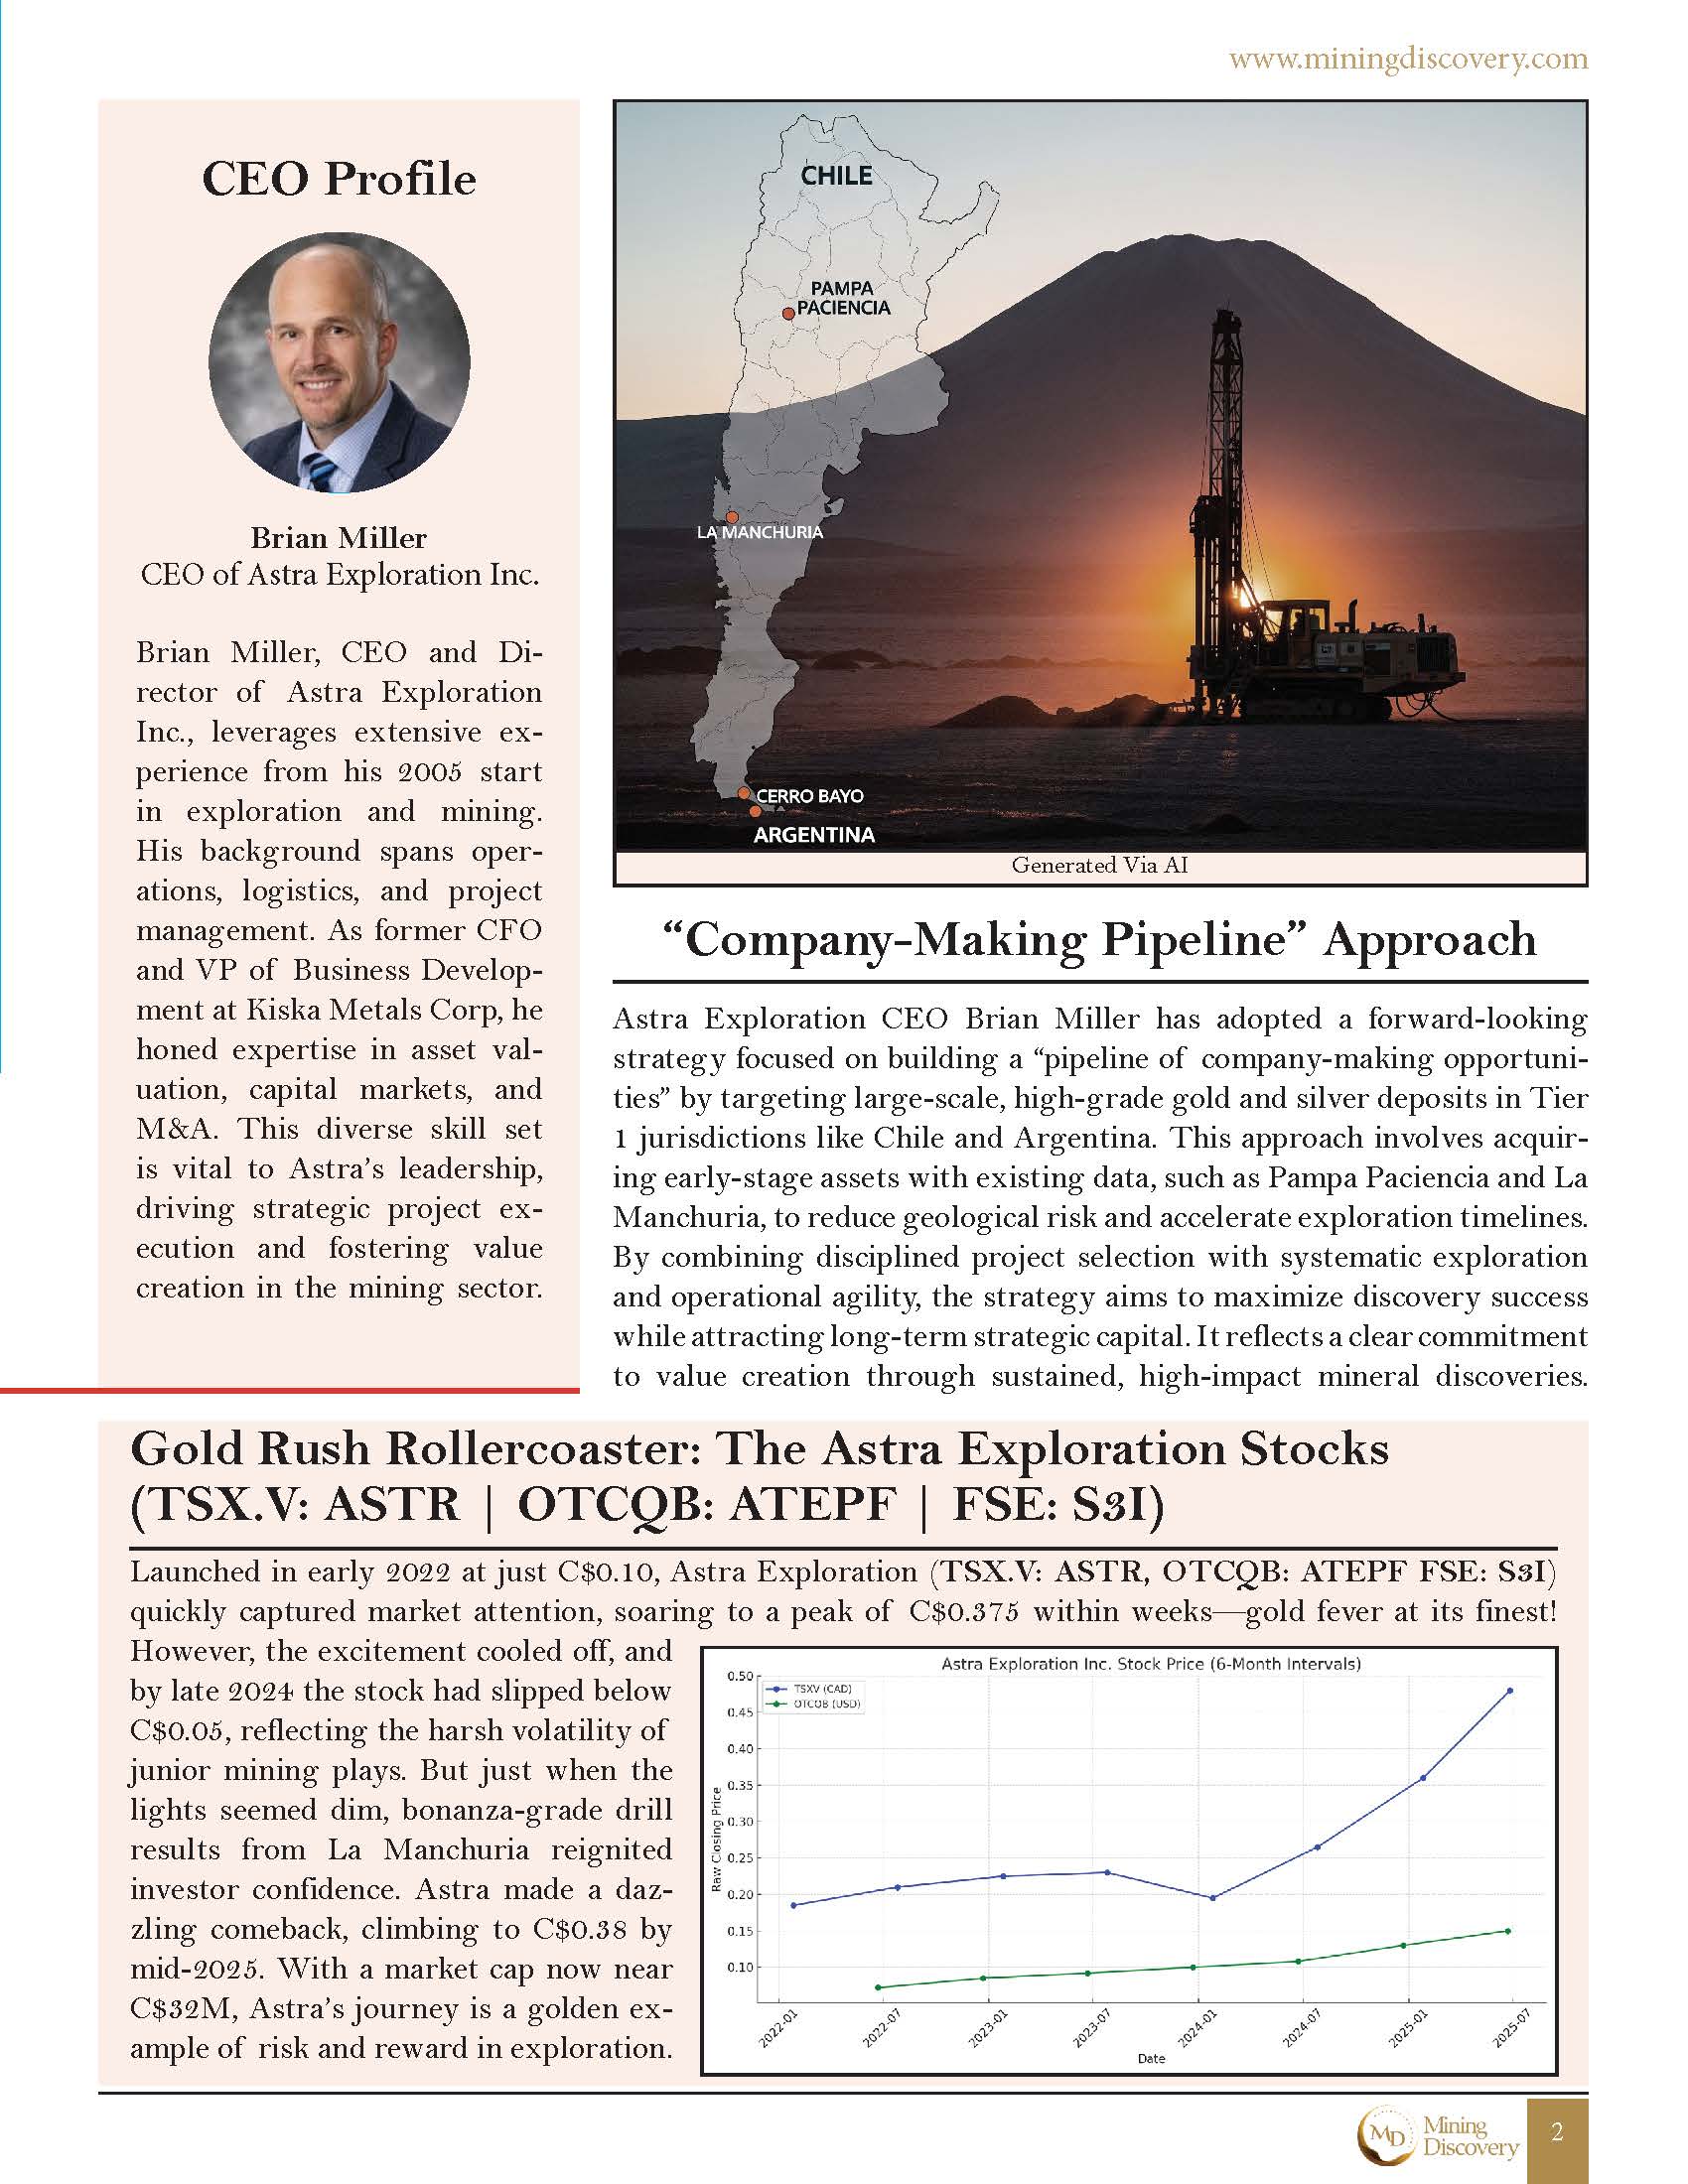 www.miningdiscovery.com
CEO Profile
Brian Miller
CEO of Astra Exploration Inc.
Brian Miller, CEO and Di-
rector of Astra Exploration
Inc., leverages extensive ex-
perience from his 2005 start
in exploration and mining.
His background spans oper-
ations, logistics, and project
management. As former CFO
and VP of Business Develop-
ment at Kiska Metals Corp, he
honed expertise in asset val-
uation, capital markets, and
M&A. This diverse skill set
is vital to Astra's leadership,
driving strategic project ex-
ecution and fostering value
creation in the mining sector.
CHILE
PAMPA
PACIENCIA
LA MANCHURIA
CERRO BAYO
ARGENTINA
Generated Via AI
“Company-Making Pipeline” Approach
Astra Exploration CEO Brian Miller has adopted a forward-looking
strategy focused on building a “pipeline of company-making opportuni-
ties” by targeting large-scale, high-grade gold and silver deposits in Tier
1 jurisdictions like Chile and Argentina. This approach involves acquir-
ing early-stage assets with existing data, such as Pampa Paciencia and La
Manchuria, to reduce geological risk and accelerate exploration timelines.
By combining disciplined project selection with systematic exploration
and operational agility, the strategy aims to maximize discovery success
while attracting long-term strategic capital. It reflects a clear commitment
to value creation through sustained, high-impact mineral discoveries.
Gold Rush Rollercoaster: The Astra Exploration Stocks
(TSX.V: ASTR | OTCQB: ATEPF | FSE: S3I)
Launched in early 2022 at just C$0.10, Astra Exploration (TSX.V: ASTR, OTCQB: ATEPF FSE: S3I)
quickly captured market attention, soaring to a peak of C$0.375 within weeks—gold fever at its finest!
However, the excitement cooled off, and
by late 2024 the stock had slipped below
C$0.05, reflecting the harsh volatility of
junior mining plays. But just when the
lights seemed dim, bonanza-grade drill
results from La Manchuria reignited
investor confidence. Astra made a daz-
zling comeback, climbing to C$0.38 by
mid-2025. With a market cap now near
C$32M, Astra's journey is a golden ex-
ample of risk and reward in exploration.
Astra Exploration Inc. Stock Price (6-Month Intervals)
TSXV (CAD)
OTCQB (USD)
Raw Closing Price
0.50
0.45
0.40
0.35
0.30
0.25
0.20
0.15
0.10
2022-01
2022-07
2023-01
2023-07
2024-01
2024-07
2025-01
2025-07
Date
MD
Mining
Discovery
2